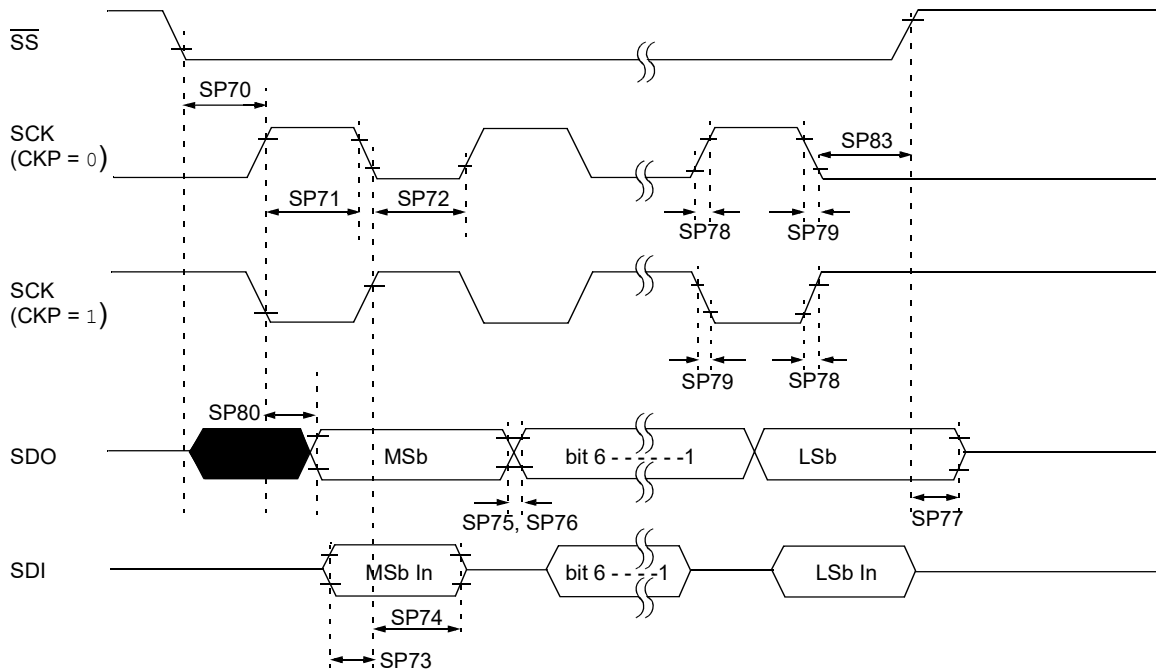 SS
SP70
SCK
(CKP = 0)
SP83
SP71
SP72
SP78
SP79
SCK
(CKP = 1)
SP79
SP78
SP80
SDO
MSb
bit 6 - - - - - -1
LSb
SP75, SP76
SP77
SDI
MSb In
bit 6 - - - - -1
LSb In
SP74
SP73